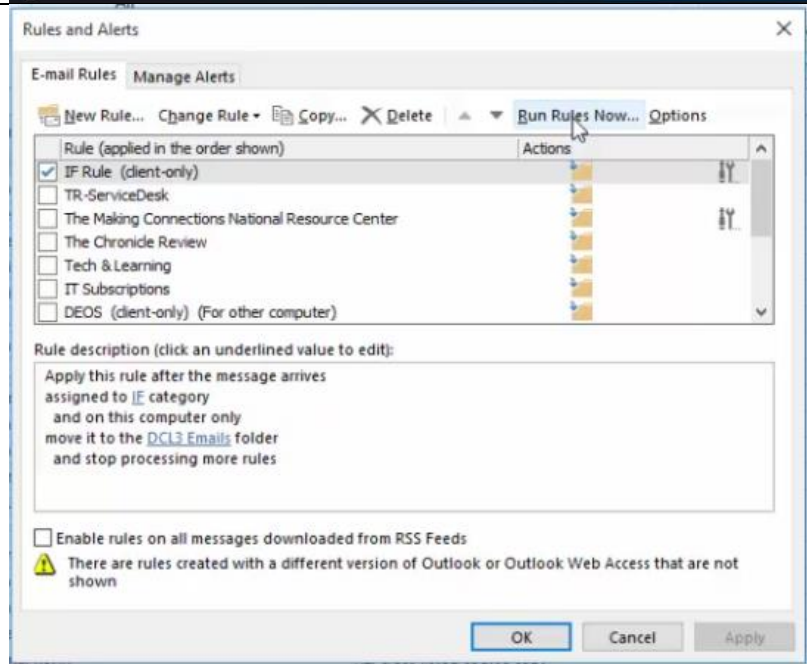 Rules and Alerts
E-mail Rules Manage Alerts
New Rule... Change Rule Copy... Delete Run Rules Now... Options
Rule (applied in the order shown) Actions
IF Rule (client-only)
TR-ServiceDesk
The Making Connections National Resource Center
The Chronicle Review
Tech & Learning
IT Subscriptions
DEOS (client-only) (For other computer)
Rule description (click an underlined value to edit):
Apply this rule after the message arrives
assigned to IF category
and on this computer only
move it to the DCL3 Emails folder
and stop processing more rules
Enable rules on all messages downloaded from RSS Feeds
There are rules created with a different version of Outlook or Outlook Web Access that are not
shown
OK Cancel Apply